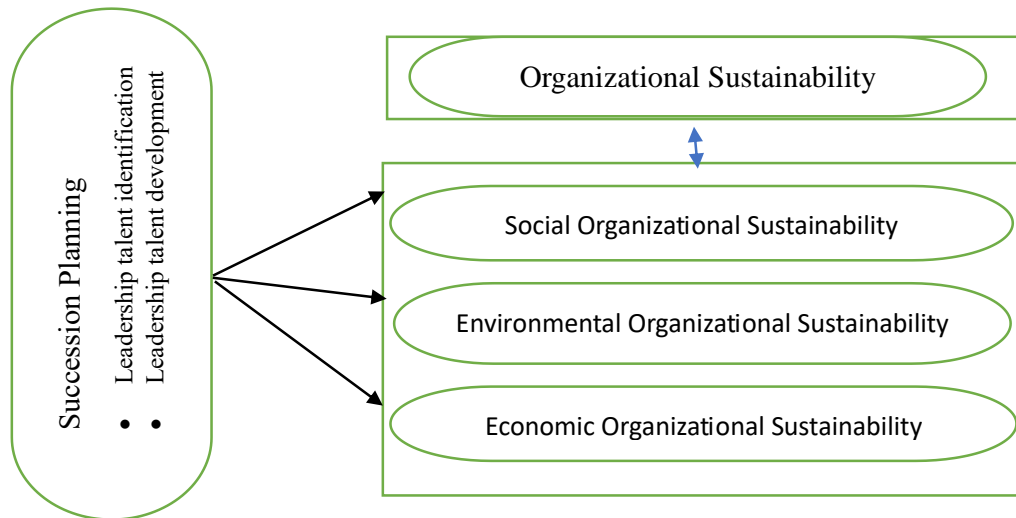 Succession Planning
• Leadership talent identification
• Leadership talent development
Organizational Sustainability
Social Organizational Sustainability
Environmental Organizational Sustainability
Economic Organizational Sustainability